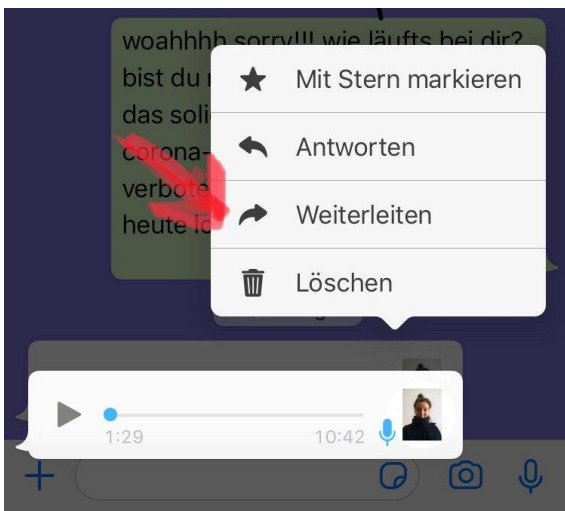 woahhhh sorry!!! wie läufts bei dir?
bist du
das soli
corona-
verbote
heute
Mit Stern markieren
Antworten
Weiterleiten
Löschen
1:29
10:42